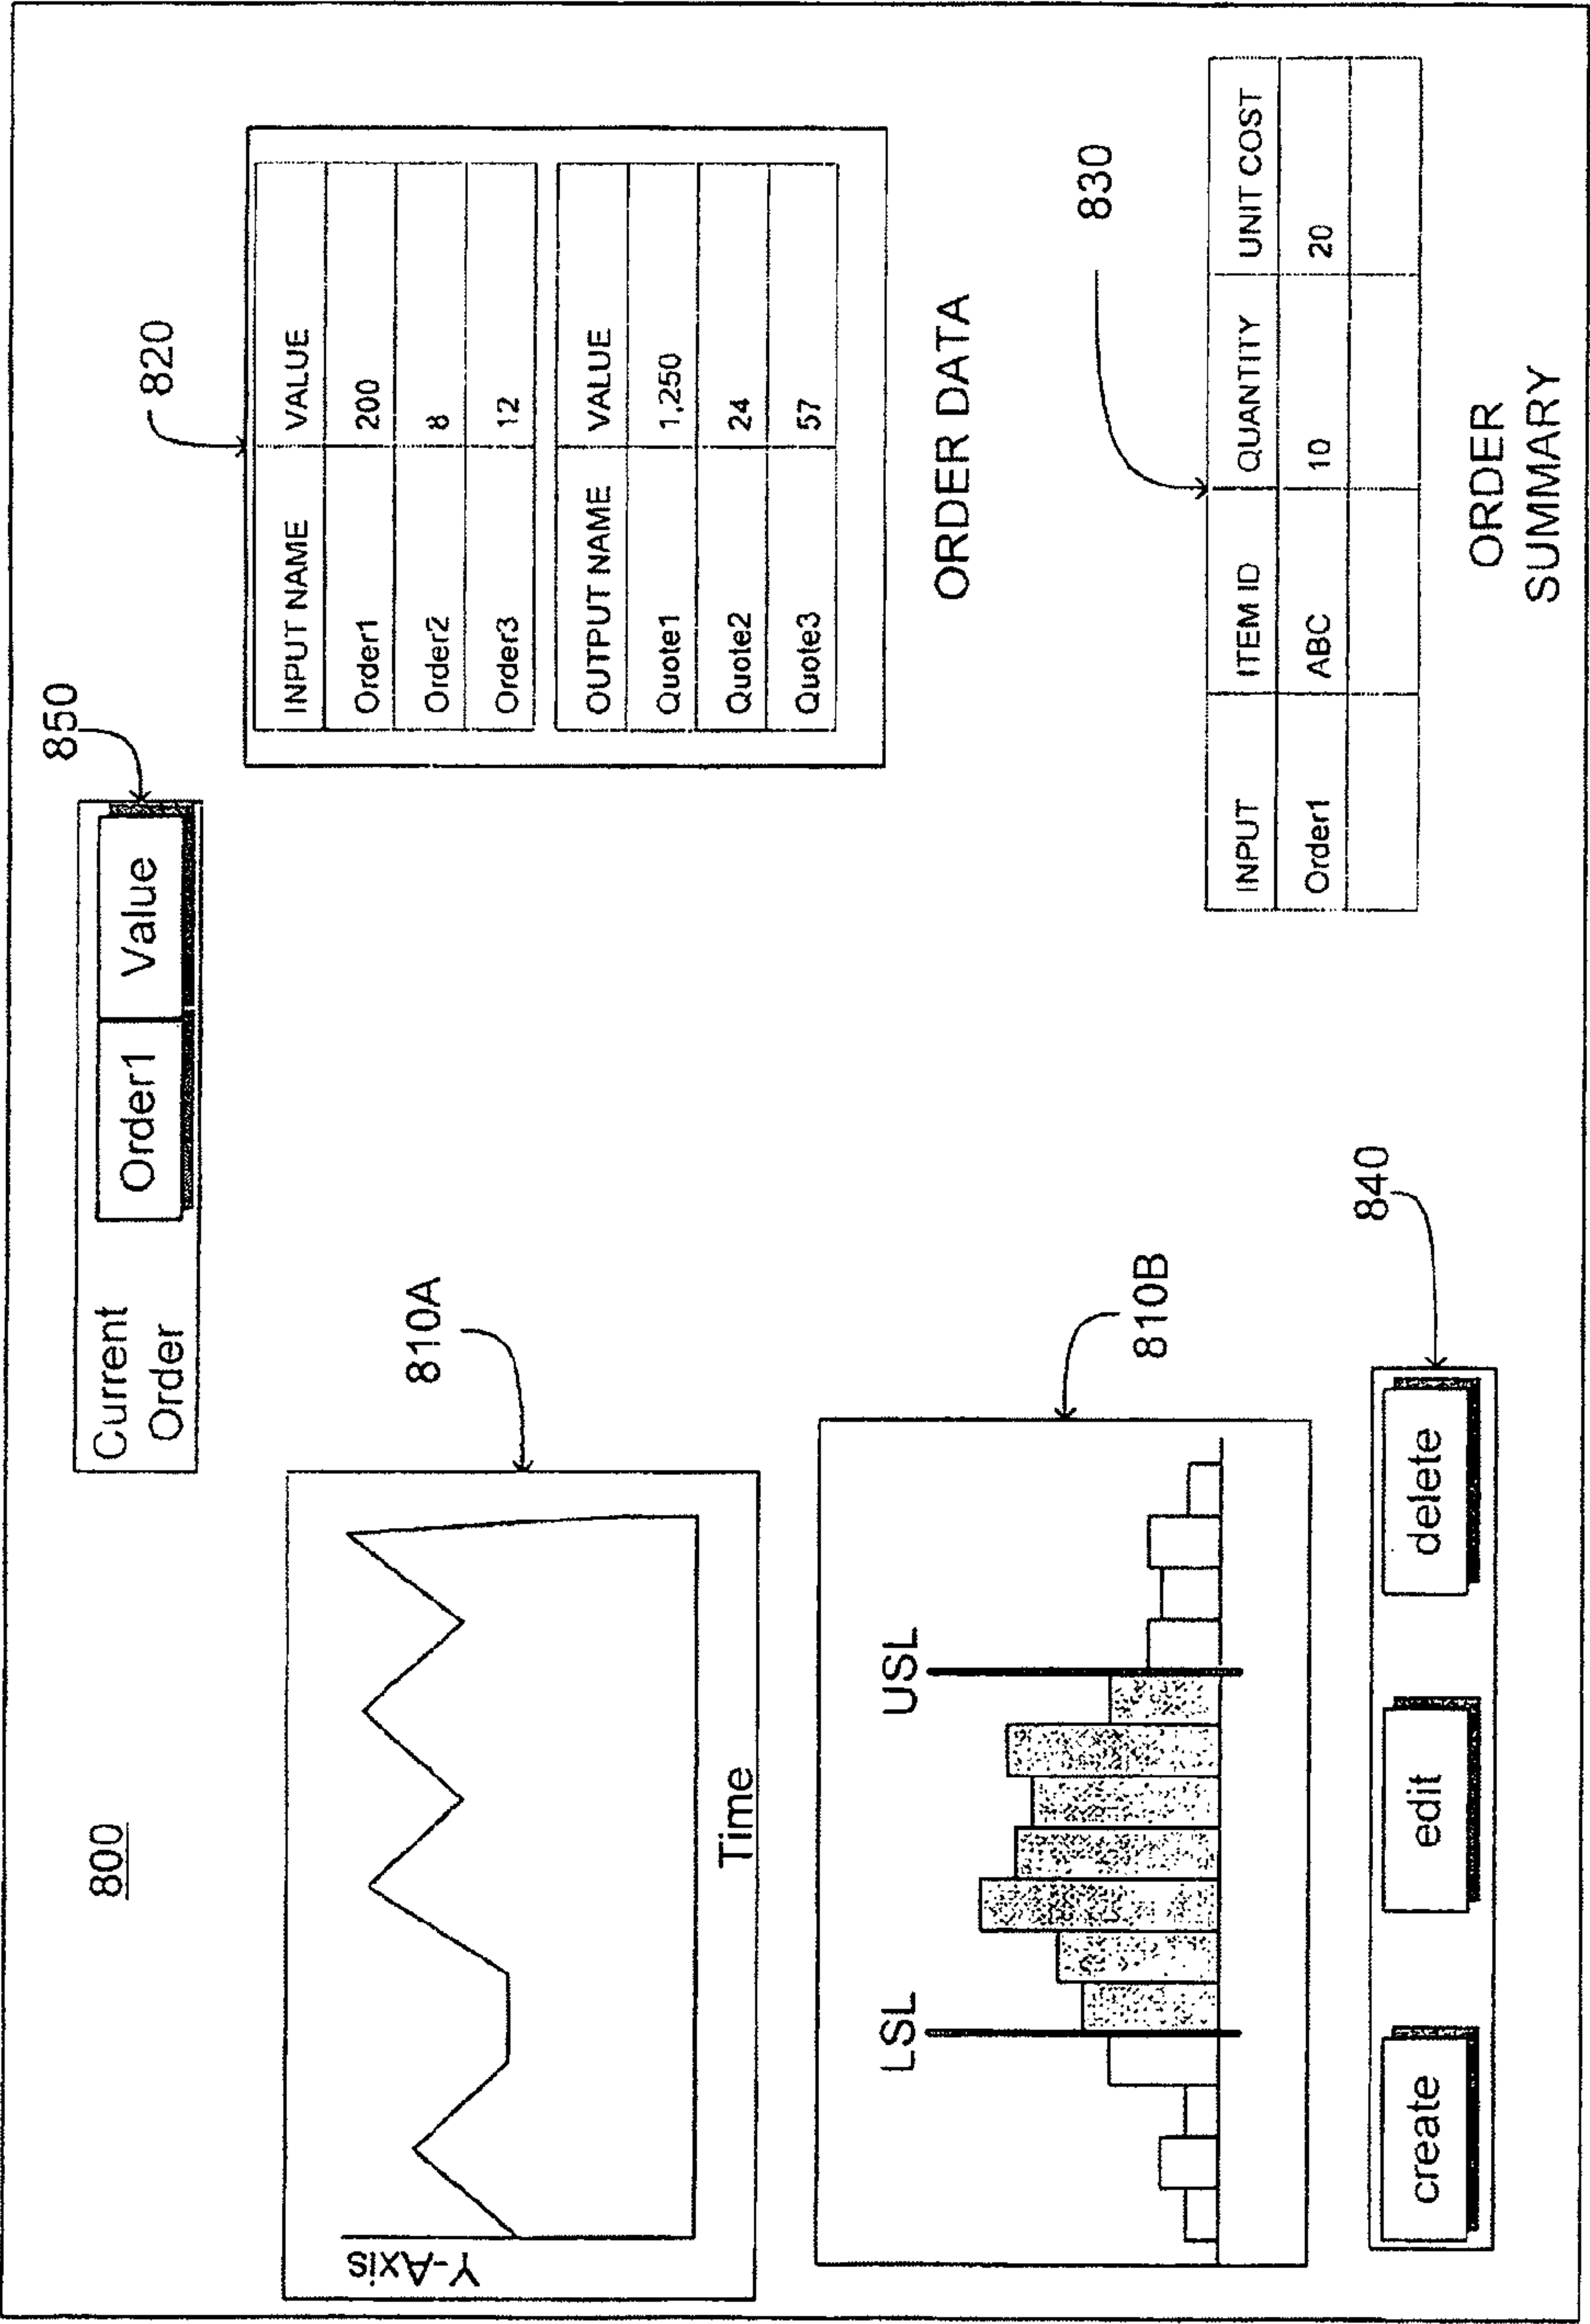 800
850
Current
Order
Order1 Value
820
INPUT NAME VALUE
Order1 200
Order2 8
Order3 12
OUTPUT NAME VALUE
Quote1 1,250
Quote2 24
Quote3 57
ORDER DATA
810A
Y-Axis
Time
810B
LSL
USL
830
INPUT ITEM ID QUANTITY UNIT COST
Order1 ABC 10 20
ORDER
SUMMARY
840
create edit delete